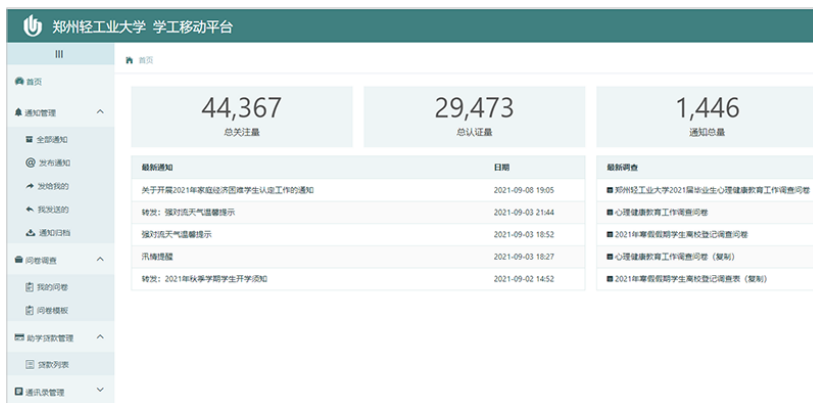 郑州轻工业大学 学工移动平台
首页
首页
通知管理
全部通知
@ 发布通知
发给我的
我发送的
通知归档
问卷调查
我的问卷
问卷模板
助学贷款管理
贷款列表
通讯录管理
44,367
总关注量
29,473
总认证量
1,446
通知总量
最新通知 日期
关于开展2021年家庭经济困难学生认定工作的通知 2021-09-08 19:05
转发：强对流天气温馨提示 2021-09-03 21:44
强对流天气温馨提示 2021-09-03 18:52
汛情提醒 2021-09-03 18:27
转发：2021年秋季学期学生开学须知 2021-09-02 14:52
最新调查
郑州轻工业大学2021届毕业生心理健康教育工作调查问卷
心理健康教育工作调查问卷
2021年寒假假期学生离校登记调查问卷
心理健康教育工作调查问卷（复制）
2021年寒假假期学生离校登记调查表（复制）